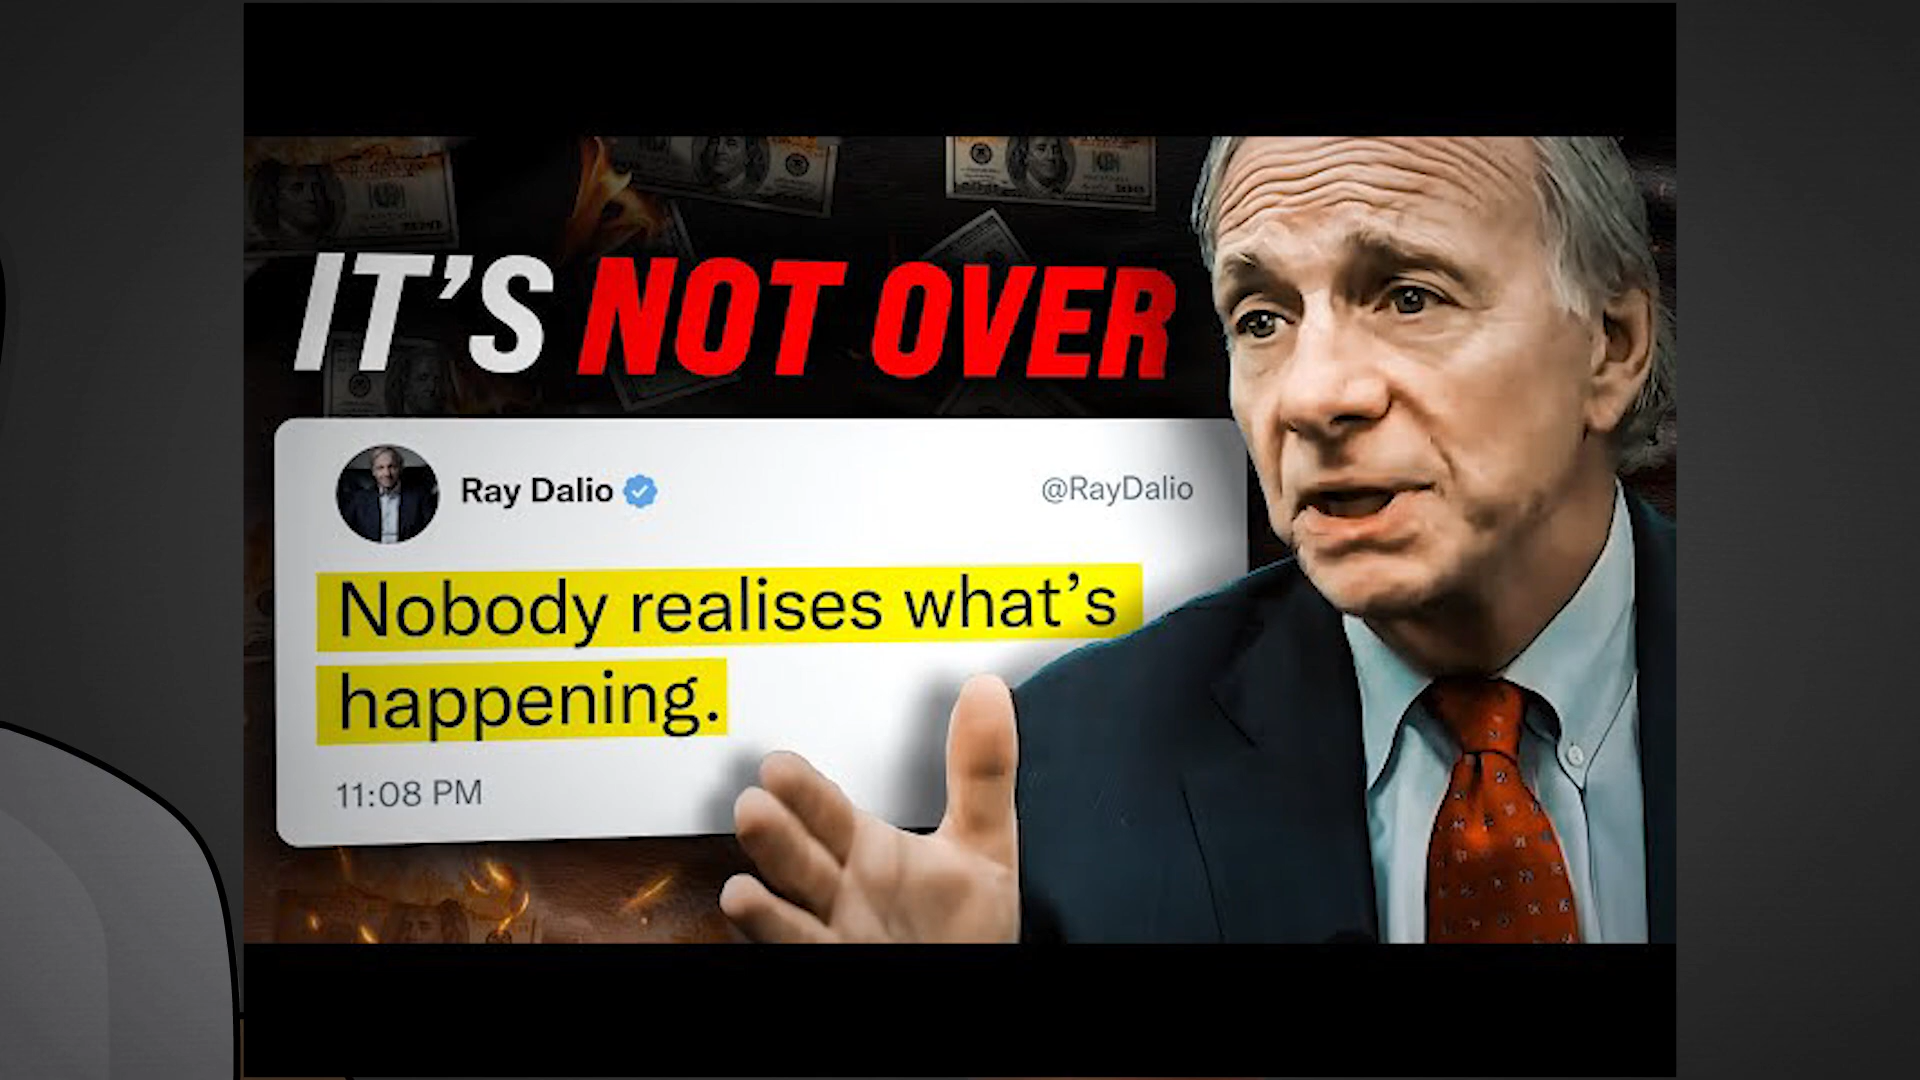 IT'S NOT OVER
Ray Dalio
@RayDalio
Nobody realises what's
happening.
11:08 PM